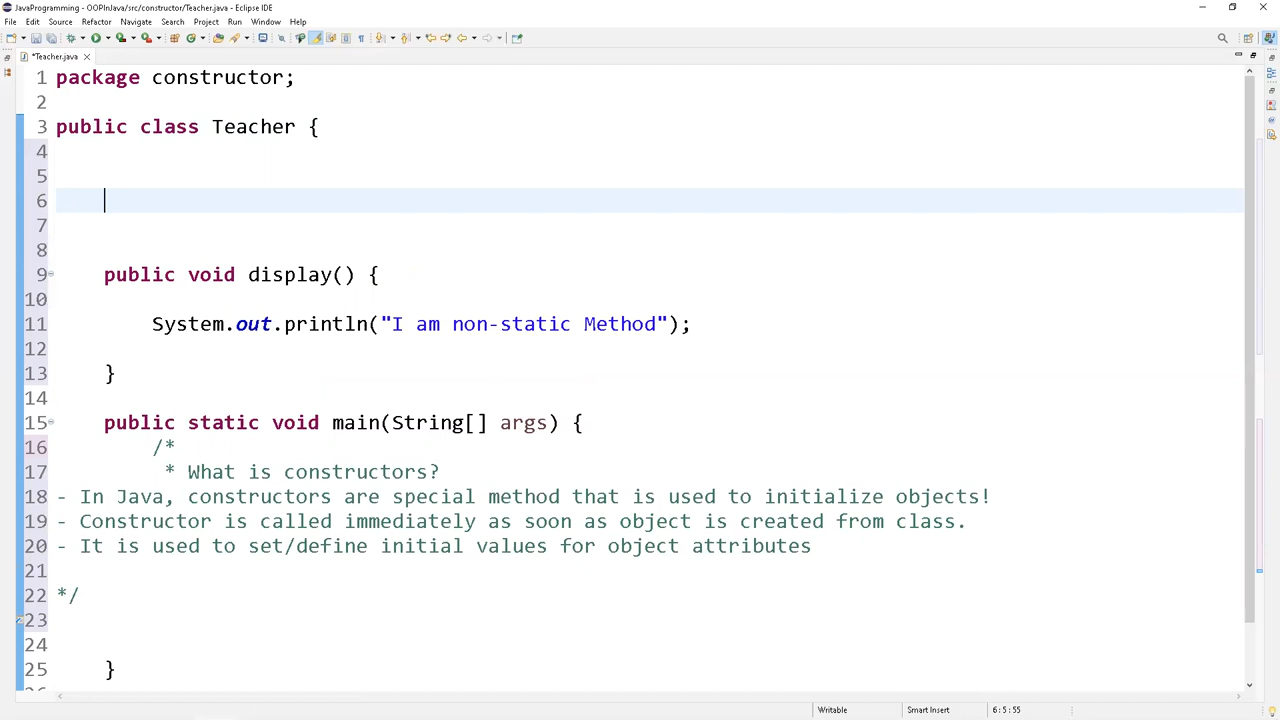 JavaProgramming - OOPInJava/src/constructor/Teacher.java - Eclipse IDE
File Edit Source Refactor Navigate Search Project Run Window Help
*Teacher.java
1 package constructor;
2
3 public class Teacher {
4
5
6
7
8
9 public void display() {
10
11 System.out.println("I am non-static Method");
12
13 }
14
15 public static void main(String[] args) {
16 /*
17 * What is constructors?
18 - In Java, constructors are special method that is used to initialize objects!
19 - Constructor is called immediately as soon as object is created from class.
20 - It is used to set/define initial values for object attributes
21
22 */
23
24
25 }
Writable Smart Insert 6:5:55